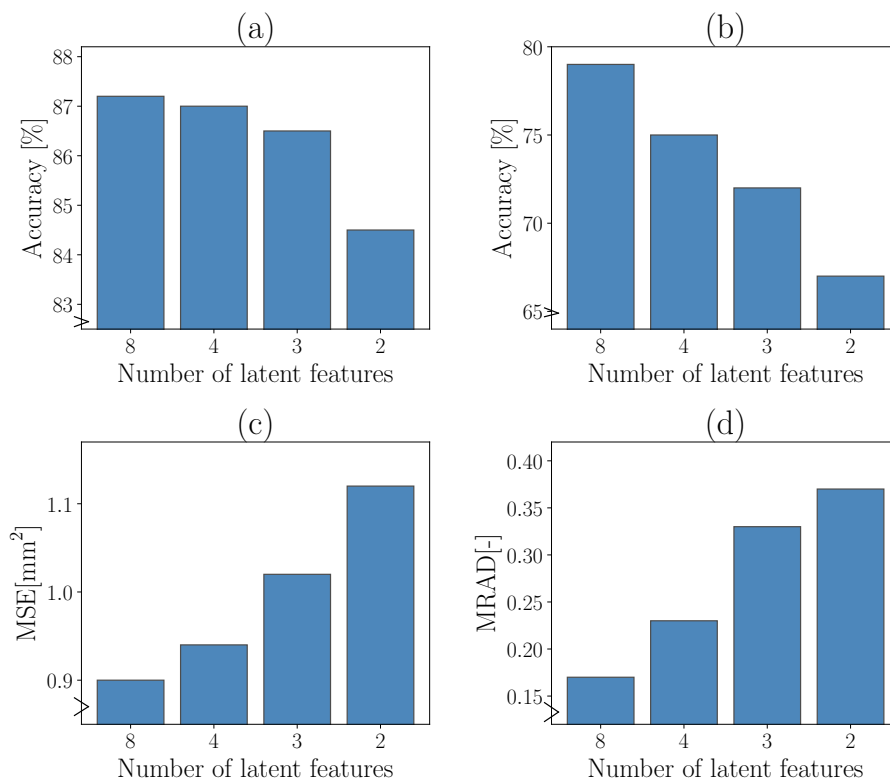 (a)
Accuracy [%]
88
87
86
85
84
83
8 4 3 2
Number of latent features
(b)
Accuracy [%]
80
75
70
65
8 4 3 2
Number of latent features
(c)
MSE[mm²]
1.1
1.0
0.9
8 4 3 2
Number of latent features
(d)
MRAD[-]
0.40
0.35
0.30
0.25
0.20
0.15
8 4 3 2
Number of latent features